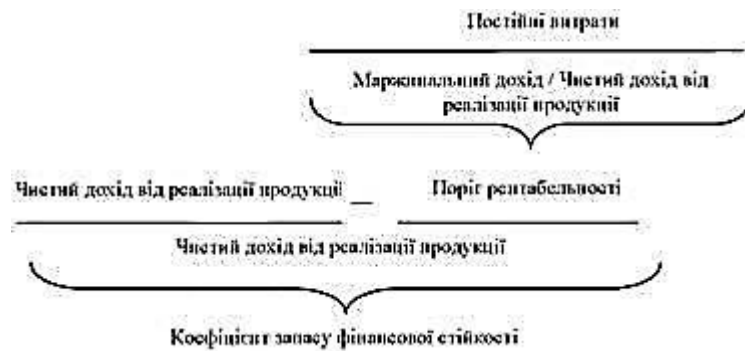 Постійні витрати
Маржинальний дохід / Чистий дохід від
реалізації продукції
Чистий дохід від реалізації продукції — Поріг рентабельності
Чистий дохід від реалізації продукції
Коефіцієнт запасу фінансової стійкості